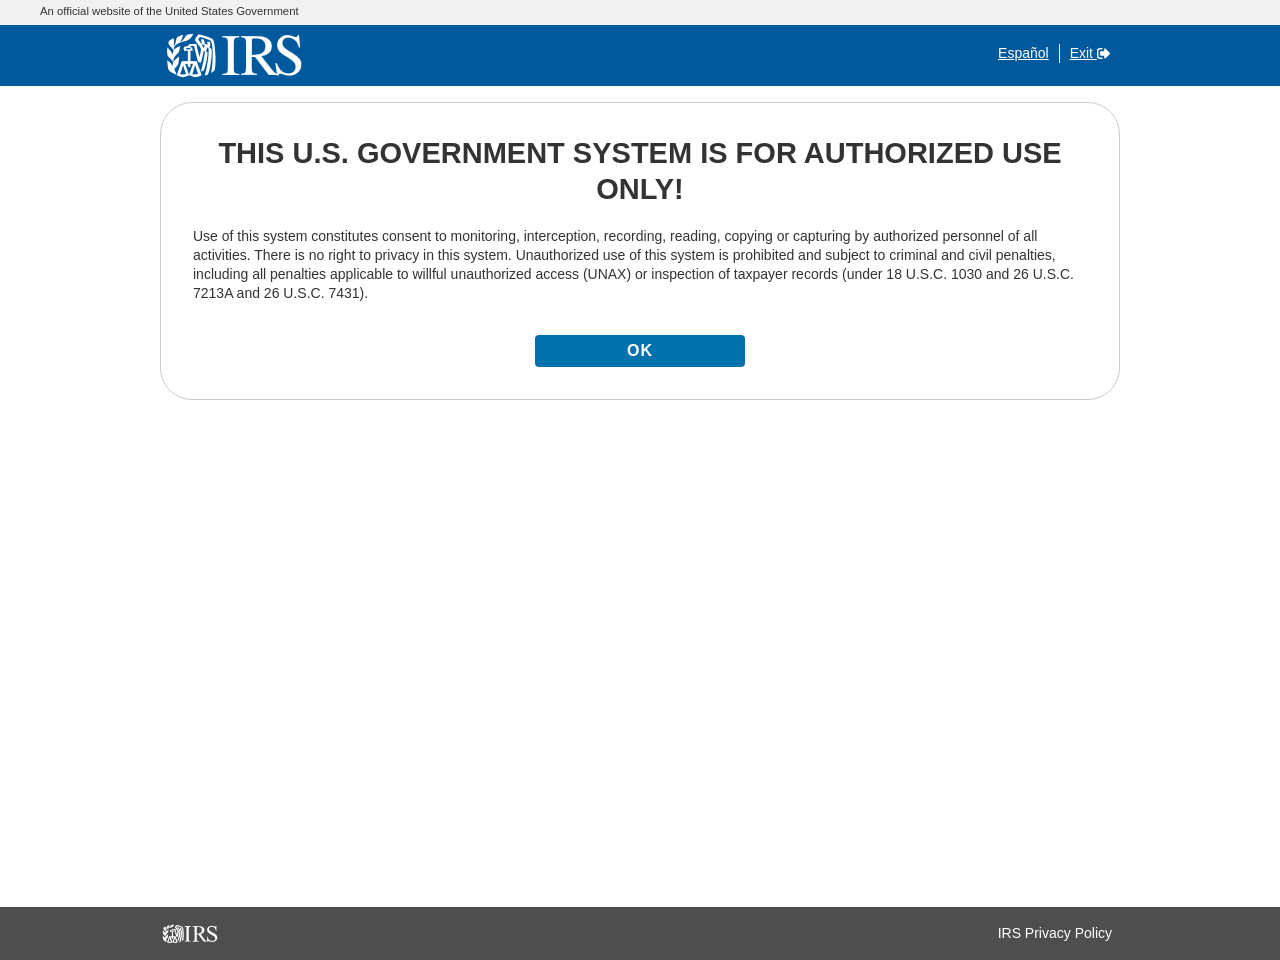 An official website of the United States Government
IRS
Español
Exit
THIS U.S. GOVERNMENT SYSTEM IS FOR AUTHORIZED USE
ONLY!
Use of this system constitutes consent to monitoring, interception, recording, reading, copying or capturing by authorized personnel of all
activities. There is no right to privacy in this system. Unauthorized use of this system is prohibited and subject to criminal and civil penalties,
including all penalties applicable to willful unauthorized access (UNAX) or inspection of taxpayer records (under 18 U.S.C. 1030 and 26 U.S.C.
7213A and 26 U.S.C. 7431).
OK
IRS
IRS Privacy Policy